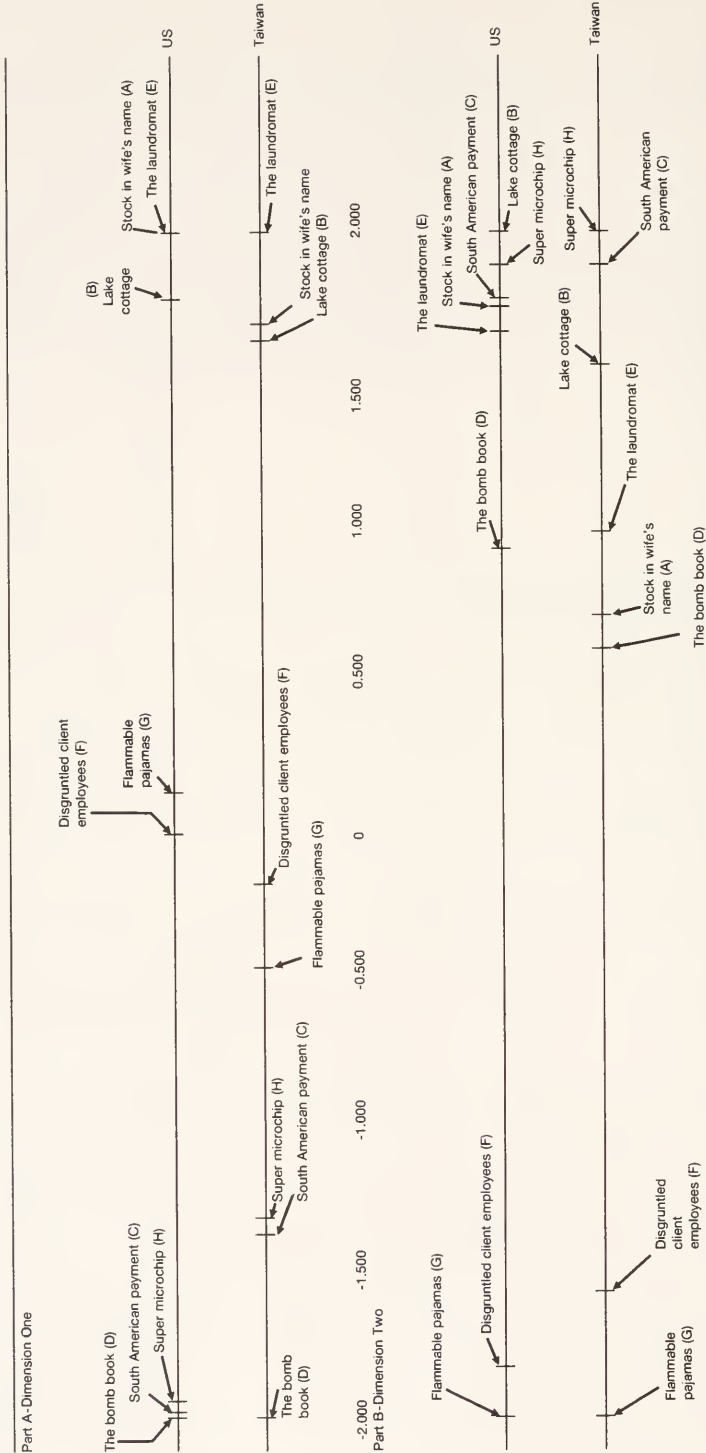 Part A-Dimension One
The bomb book (D)
South American payment (C)
Super microchip (H)
Disgruntled client
employees (F)
Flammable
pajamas (G)
(B)
Lake
cottage
Stock in wife's name (A)
The laundromat (E)
US
The bomb
book (D)
Super microchip (H)
South American payment (C)
Flammable pajamas (G)
Disgruntled client employees (F)
Stock in wife's name
Lake cottage (B)
The laundromat (E)
Taiwan
-2.000
-1.500
-1.000
-0.500
0
0.500
1.000
1.500
2.000
Part B-Dimension Two
Flammable pajamas (G)
Disgruntled client employees (F)
The bomb book (D)
The laundromat (E)
Stock in wife's name (A)
South American payment (C)
Super microchip (H)
Lake cottage (B)
US
Flammable
pajamas (G)
Disgruntled
client
employees (F)
The bomb book (D)
Stock in wife's
name (A)
The laundromat (E)
Lake cottage (B)
South American
payment (C)
Super microchip (H)
Taiwan